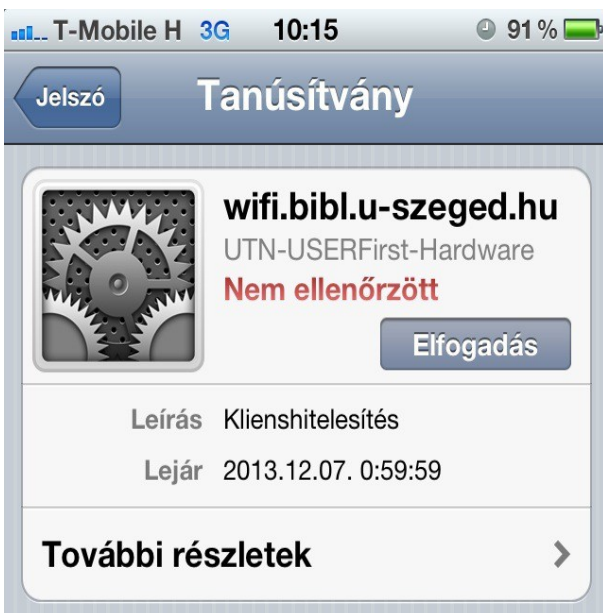 T-Mobile H 3G 10:15 91 %
Jelszó Tanúsítvány
wifi.bibl.u-szeged.hu
UTN-USERFirst-Hardware
Nem ellenőrzött
Elfogadás
Leírás Klienshitelesítés
Lejár 2013.12.07. 0:59:59
További részletek